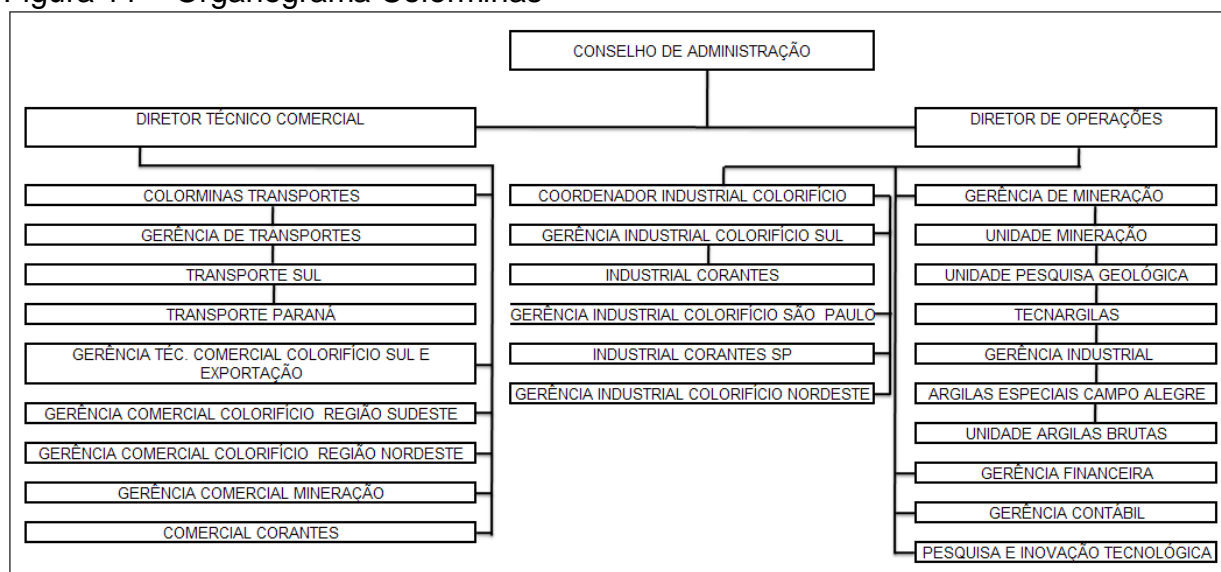 CONSELHO DE ADMINISTRAÇÃO
DIRETOR TÉCNICO COMERCIAL
DIRETOR DE OPERAÇÕES
COLORMINAS TRANSPORTES
GERÊNCIA DE TRANSPORTES
TRANSPORTE SUL
TRANSPORTE PARANÁ
GERÊNCIA TÉC. COMERCIAL COLORIFÍCIO SUL E
EXPORTAÇÃO
GERÊNCIA COMERCIAL COLORIFÍCIO REGIÃO SUDESTE
GERÊNCIA COMERCIAL COLORIFÍCIO REGIÃO NORDESTE
GERÊNCIA COMERCIAL MINERAÇÃO
COMERCIAL CORANTES
COORDENADOR INDUSTRIAL COLORIFÍCIO
GERÊNCIA INDUSTRIAL COLORIFÍCIO SUL
INDUSTRIAL CORANTES
GERÊNCIA INDUSTRIAL COLORIFÍCIO SÃO PAULO
INDUSTRIAL CORANTES SP
GERÊNCIA INDUSTRIAL COLORIFÍCIO NORDESTE
GERÊNCIA DE MINERAÇÃO
UNIDADE MINERAÇÃO
UNIDADE PESQUISA GEOLÓGICA
TECNARGILAS
GERÊNCIA INDUSTRIAL
ARGILAS ESPECIAIS CAMPO ALEGRE
UNIDADE ARGILAS BRUTAS
GERÊNCIA FINANCEIRA
GERÊNCIA CONTÁBIL
PESQUISA E INOVAÇÃO TECNOLÓGICA